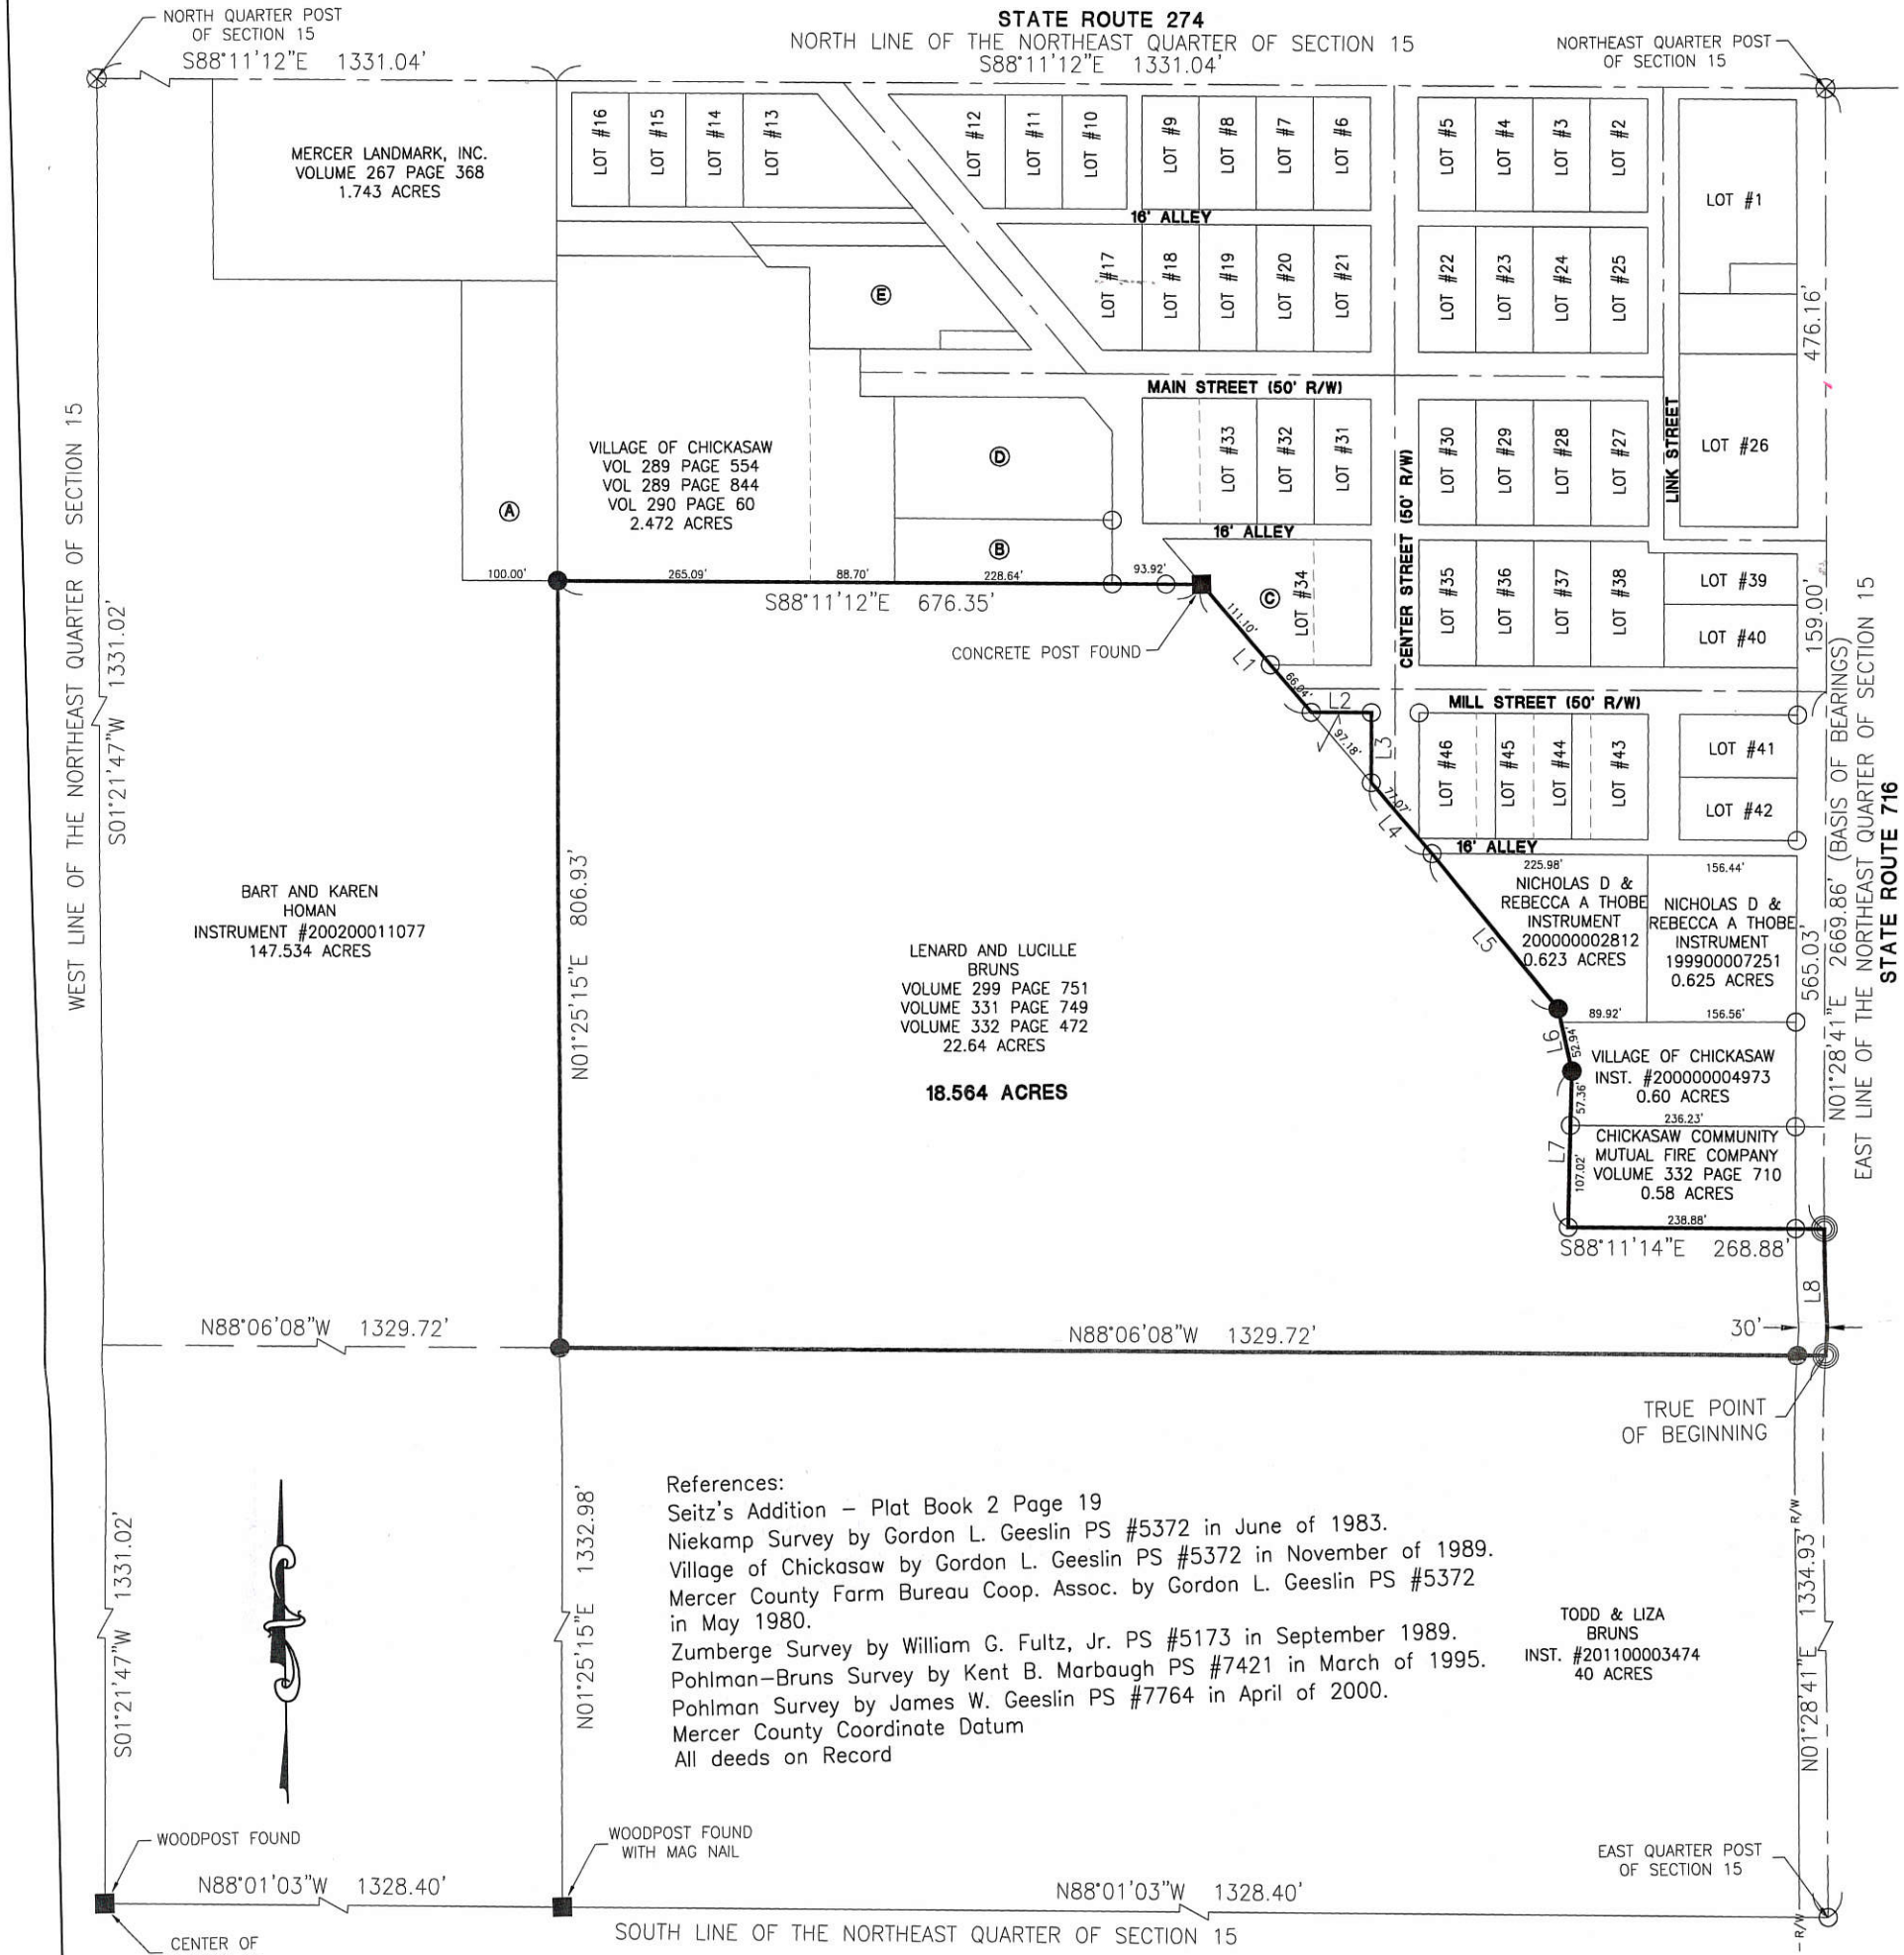 NORTH QUARTER POST
OF SECTION 15
S88°11'12"E 1331.04'
STATE ROUTE 274
NORTH LINE OF THE NORTHEAST QUARTER OF SECTION 15
S88°11'12"E 1331.04'
NORTHEAST QUARTER POST
OF SECTION 15
MERCER LANDMARK, INC.
VOLUME 267 PAGE 368
1.743 ACRES
LOT #16
LOT #15
LOT #14
LOT #13
LOT #12
LOT #11
LOT #10
LOT #9
LOT #8
LOT #7
LOT #6
LOT #5
LOT #4
LOT #3
LOT #2
LOT #1
16' ALLEY
LOT #17
LOT #18
LOT #19
LOT #20
LOT #21
LOT #22
LOT #23
LOT #24
LOT #25
476.16'
E
MAIN STREET (50' R/W)
WEST LINE OF THE NORTHEAST QUARTER OF SECTION 15
S01°21'47"W 1331.02'
VILLAGE OF CHICKASAW
VOL 289 PAGE 554
VOL 289 PAGE 844
VOL 290 PAGE 60
2.472 ACRES
A
D
B
LOT #33
LOT #32
LOT #31
CENTER STREET (50' R/W)
LOT #30
LOT #29
LOT #28
LOT #27
LINK STREET
LOT #26
16' ALLEY
100.00'
265.09'
88.70'
228.64'
93.92'
S88°11'12"E 676.35'
CONCRETE POST FOUND
C
LOT #34
LOT #35
LOT #36
LOT #37
LOT #38
LOT #39
LOT #40
159.00'
111.10'
L1
66.04'
L2
97.18'
L3
77.07'
L4
MILL STREET (50' R/W)
LOT #46
LOT #45
LOT #44
LOT #43
LOT #41
LOT #42
16' ALLEY
225.98'
156.44'
NICHOLAS D &
REBECCA A THOBE
INSTRUMENT
200000002812
0.623 ACRES
NICHOLAS D &
REBECCA A THOBE
INSTRUMENT
199900007251
0.625 ACRES
L5
89.92'
156.56'
565.03'
N01°28'41"E 2669.86' (BASIS OF BEARINGS)
EAST LINE OF THE NORTHEAST QUARTER OF SECTION 15
STATE ROUTE 716
BART AND KAREN
HOMAN
INSTRUMENT #200200011077
147.534 ACRES
N01°25'15"E 806.93'
LENARD AND LUCILLE
BRUNS
VOLUME 299 PAGE 751
VOLUME 331 PAGE 749
VOLUME 332 PAGE 472
22.64 ACRES
18.564 ACRES
L6
52.94'
VILLAGE OF CHICKASAW
INST. #200000004973
0.60 ACRES
57.36'
236.23'
L7
107.02'
CHICKASAW COMMUNITY
MUTUAL FIRE COMPANY
VOLUME 332 PAGE 710
0.58 ACRES
238.88'
S88°11'14"E 268.88'
L8
30'
N88°06'08"W 1329.72'
N88°06'08"W 1329.72'
TRUE POINT
OF BEGINNING
S01°21'47"W 1331.02'
N01°25'15"E 1332.98'
References:
Seitz's Addition – Plat Book 2 Page 19
Niekamp Survey by Gordon L. Geeslin PS #5372 in June of 1983.
Village of Chickasaw by Gordon L. Geeslin PS #5372 in November of 1989.
Mercer County Farm Bureau Coop. Assoc. by Gordon L. Geeslin PS #5372
in May 1980.
Zumberge Survey by William G. Fultz, Jr. PS #5173 in September 1989.
Pohlman–Bruns Survey by Kent B. Marbaugh PS #7421 in March of 1995.
Pohlman Survey by James W. Geeslin PS #7764 in April of 2000.
Mercer County Coordinate Datum
All deeds on Record
TODD & LIZA
BRUNS
INST. #201100003474
40 ACRES
R/W
N01°28'41"E 1334.93'
WOODPOST FOUND
WOODPOST FOUND
WITH MAG NAIL
EAST QUARTER POST
OF SECTION 15
N88°01'03"W 1328.40'
N88°01'03"W 1328.40'
SOUTH LINE OF THE NORTHEAST QUARTER OF SECTION 15
CENTER OF
R/W